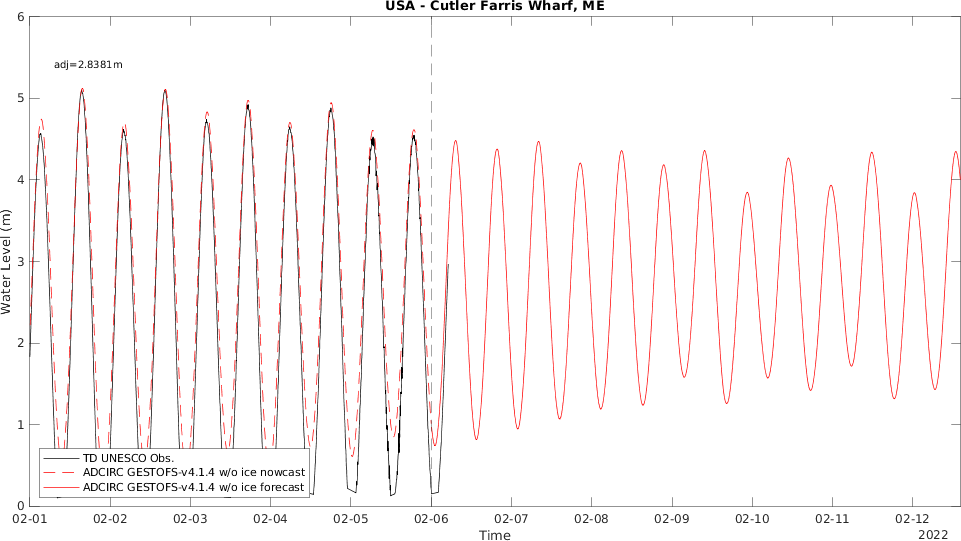 USA - Cutler Farris Wharf, ME
6
5
4
3
2
1
0
Water Level (m)
adj=2.8381m
TD UNESCO Obs.
ADCIRC GESTOFS-v4.1.4 w/o ice nowcast
ADCIRC GESTOFS-v4.1.4 w/o ice forecast
02-01 02-02 02-03 02-04 02-05 02-06 02-07 02-08 02-09 02-10 02-11 02-12
Time
2022